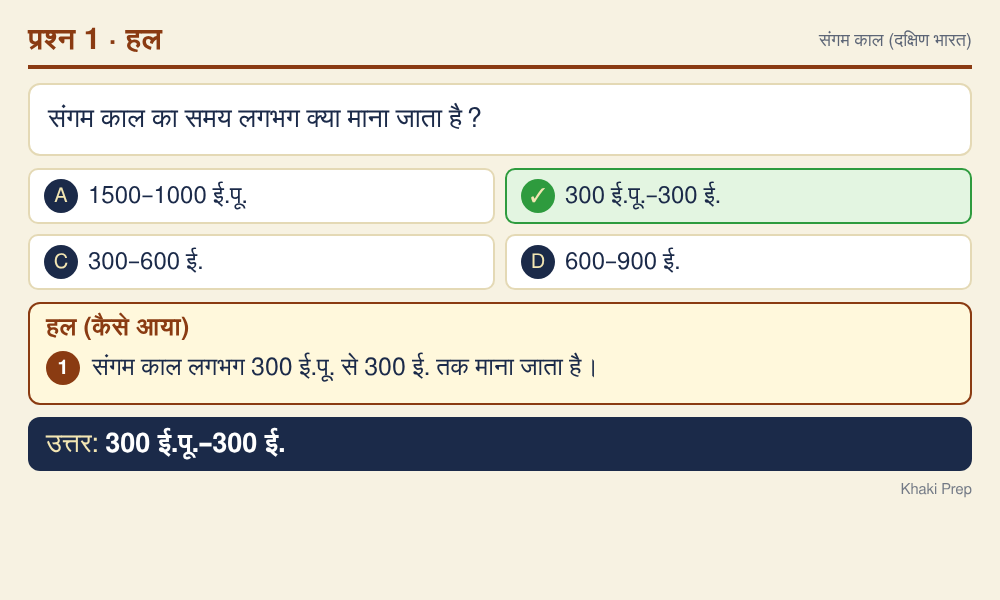 प्रश्न 1 · हल
संगम काल (दक्षिण भारत)
संगम काल का समय लगभग क्या माना जाता है ?
A 1500–1000 ई.पू.
✓ 300 ई.पू.–300 ई.
C 300–600 ई.
D 600–900 ई.
हल (कैसे आया)
1 संगम काल लगभग 300 ई.पू. से 300 ई. तक माना जाता है।
उत्तर: 300 ई.पू.–300 ई.
Khaki Prep